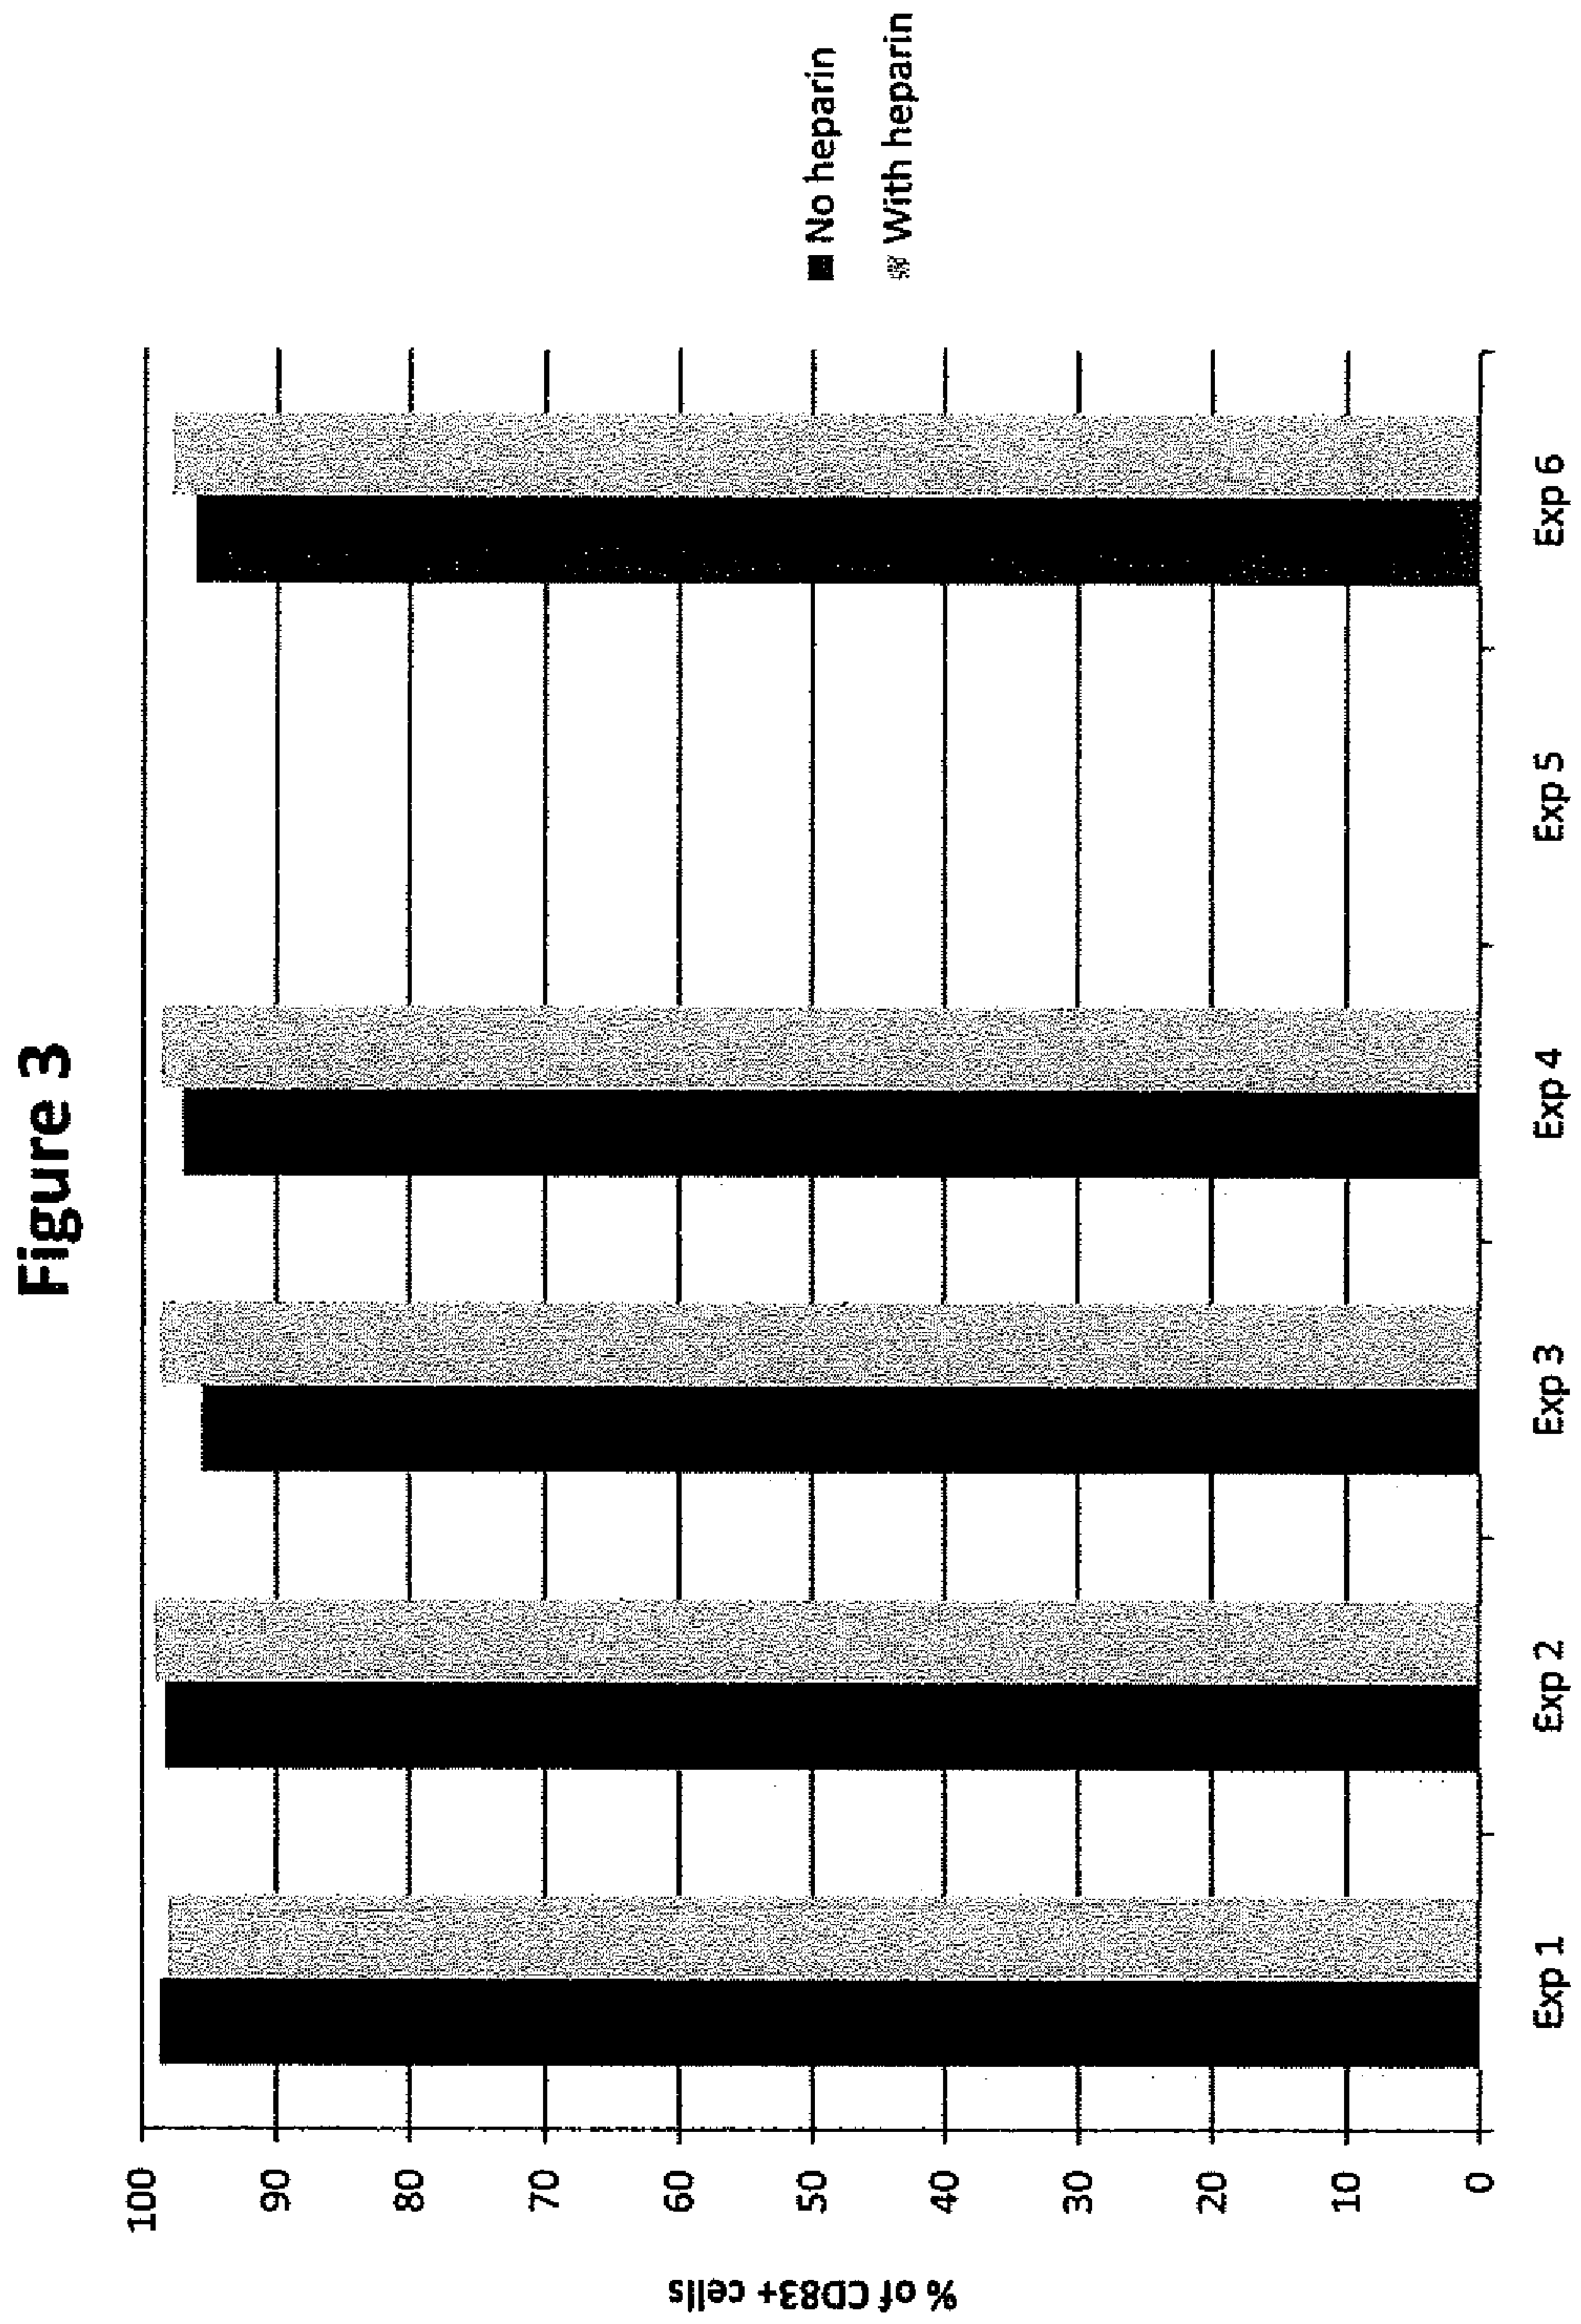 Figure 3
% of CD83+ cells
100
90
80
70
60
50
40
30
20
10
0
Exp 1
Exp 2
Exp 3
Exp 4
Exp 5
Exp 6
No heparin
With heparin